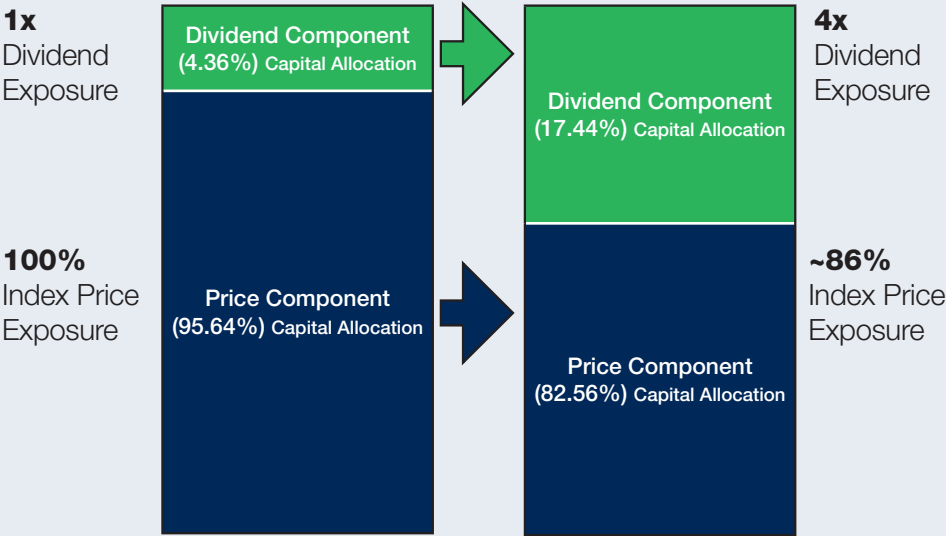 1x
Dividend
Exposure
Dividend Component
(4.36%) Capital Allocation
4x
Dividend
Exposure
Dividend Component
(17.44%) Capital Allocation
100%
Index Price
Exposure
Price Component
(95.64%) Capital Allocation
~86%
Index Price
Exposure
Price Component
(82.56%) Capital Allocation